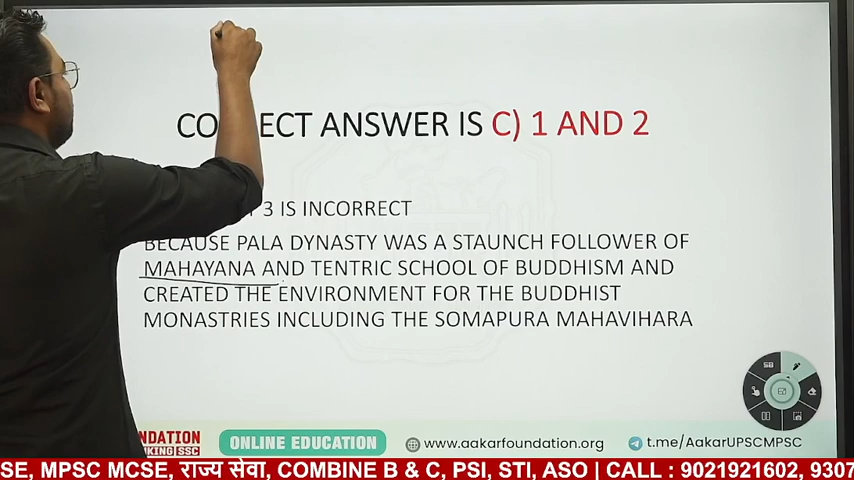 CORRECT ANSWER IS C) 1 AND 2
3 IS INCORRECT
BECAUSE PALA DYNASTY WAS A STAUNCH FOLLOWER OF
MAHAYANA AND TENTRIC SCHOOL OF BUDDHISM AND
CREATED THE ENVIRONMENT FOR THE BUDDHIST
MONASTRIES INCLUDING THE SOMAPURA MAHAVIHARA
SB
NDATION
KING SSC
ONLINE EDUCATION
www.aakarfoundation.org
t.me/AakarUPSCMPSC
SE, MPSC MCSE, राज्य सेवा, COMBINE B & C, PSI, STI, ASO | CALL : 9021921602, 9307